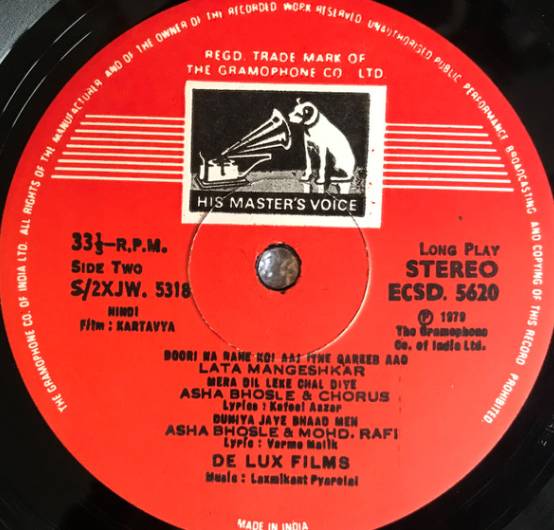 THE GRAMOPHONE CO. OF INDIA LTD. ALL RIGHTS OF THE MANUFACTURER AND OF THE OWNER OF THE RECORDED WORK RESERVED UNAUTHORISED PUBLIC PERFORMANCE BROADCASTING AND COPYING OF THIS RECORD PROHIBITED
REGD. TRADE MARK OF
THE GRAMOPHONE CO. LTD.
HIS MASTER'S VOICE
33⅓-R.P.M.
SIDE TWO
S/2XJW. 5318
HINDI
Film : KARTAVYA
LONG PLAY
STEREO
ECSD. 5620
Ⓟ 1979
The Gramophone
Co. of India Ltd.
DOORI NA RAHE KOI AAJ ITNE QAREEB AAO
LATA MANGESHKAR
MERA DIL LEKE CHAL DIYE
ASHA BHOSLE & CHORUS
Lyrics : Kafeel Aazar
DUNIYA JAYE BHAAD MEN
ASHA BHOSLE & MOHD. RAFI
Lyric : Varma Malik
DE LUX FILMS
Music : Laxmikant Pyarelal
MADE IN INDIA